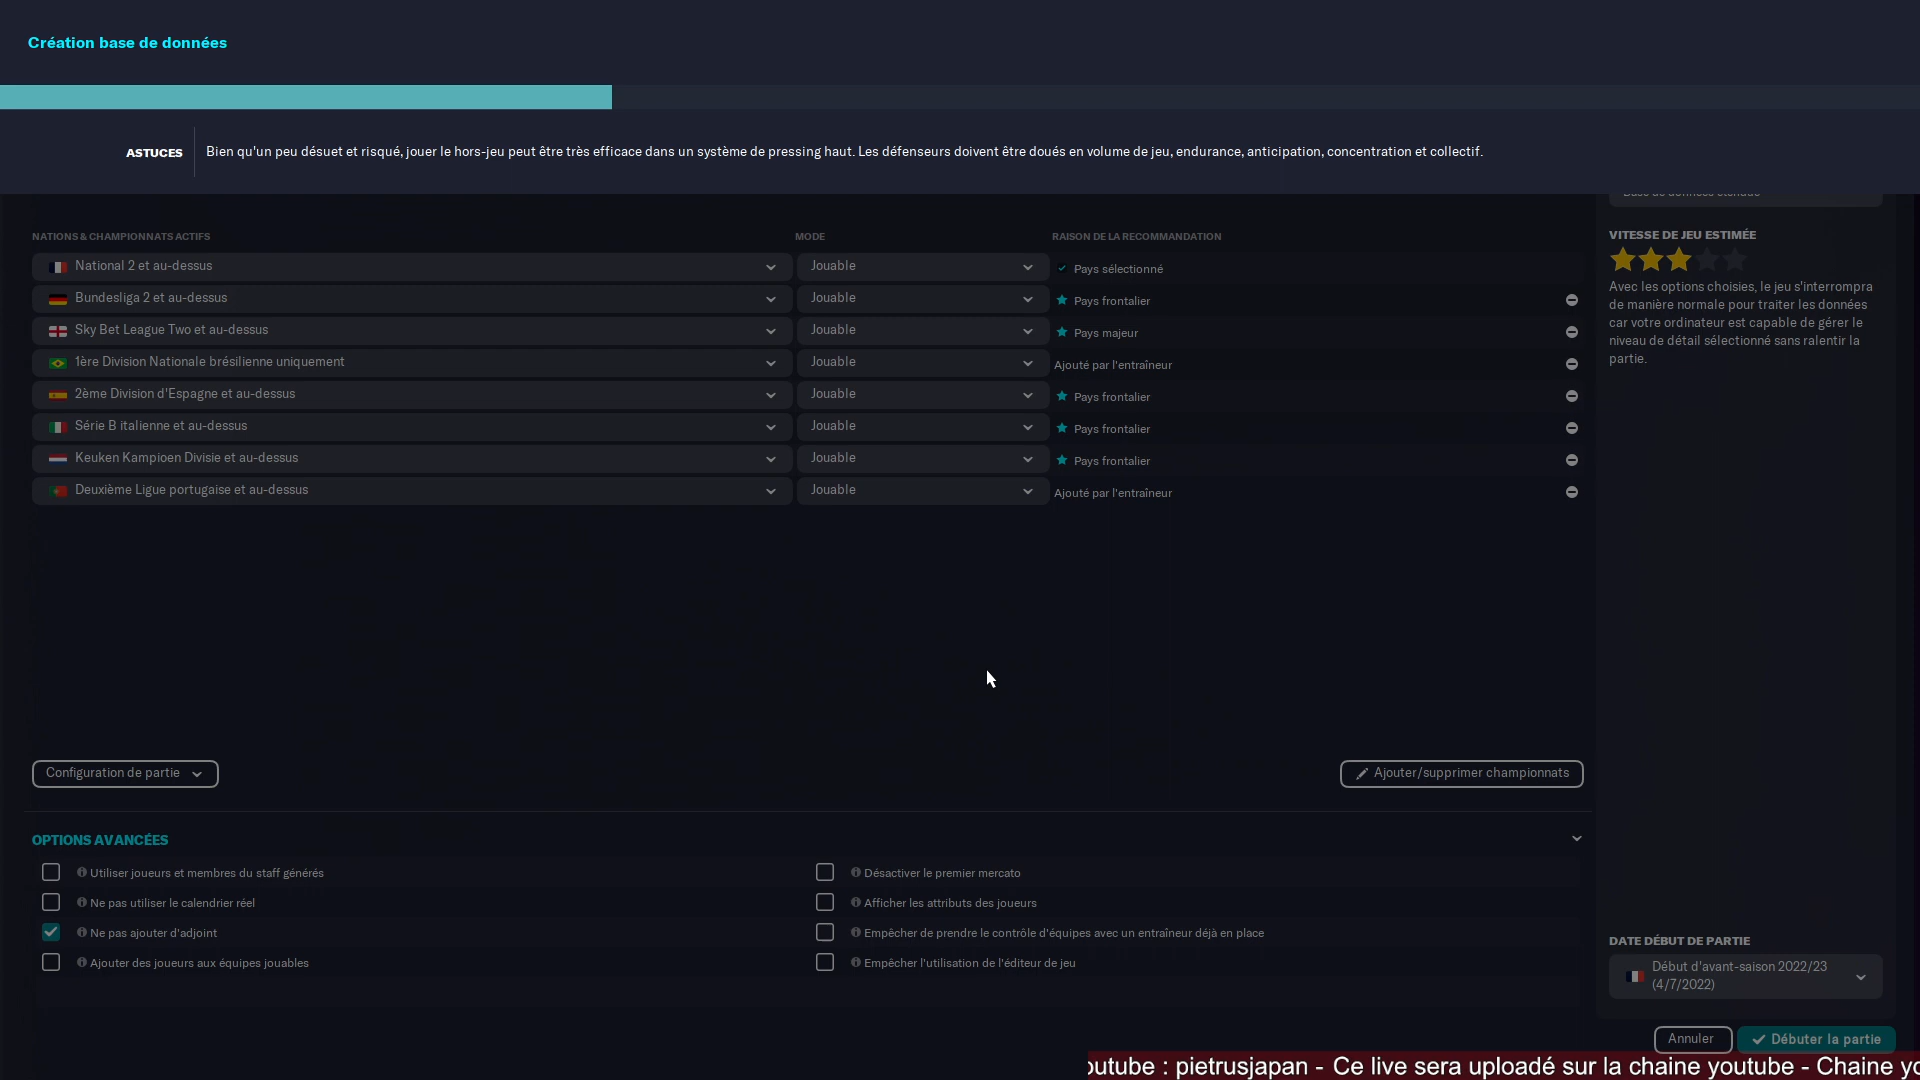 Création base de données
ASTUCES
Bien qu'un peu désuet et risqué, jouer le hors-jeu peut être très efficace dans un système de pressing haut. Les défenseurs doivent être doués en volume de jeu, endurance, anticipation, concentration et collectif.
Base de données étendue
NATIONS & CHAMPIONNATS ACTIFS MODE RAISON DE LA RECOMMANDATION
National 2 et au-dessus Jouable Pays sélectionné
Bundesliga 2 et au-dessus Jouable Pays frontalier
Sky Bet League Two et au-dessus Jouable Pays majeur
1ère Division Nationale brésilienne uniquement Jouable Ajouté par l'entraîneur
2ème Division d'Espagne et au-dessus Jouable Pays frontalier
Série B italienne et au-dessus Jouable Pays frontalier
Keuken Kampioen Divisie et au-dessus Jouable Pays frontalier
Deuxième Ligue portugaise et au-dessus Jouable Ajouté par l'entraîneur
VITESSE DE JEU ESTIMÉE
Avec les options choisies, le jeu s'interrompra
de manière normale pour traiter les données
car votre ordinateur est capable de gérer le
niveau de détail sélectionné sans ralentir la
partie.
Configuration de partie
Ajouter/supprimer championnats
OPTIONS AVANCÉES
Utiliser joueurs et membres du staff générés
Désactiver le premier mercato
Ne pas utiliser le calendrier réel
Afficher les attributs des joueurs
Ne pas ajouter d'adjoint
Empêcher de prendre le contrôle d'équipes avec un entraîneur déjà en place
Ajouter des joueurs aux équipes jouables
Empêcher l'utilisation de l'éditeur de jeu
DATE DÉBUT DE PARTIE
Début d'avant-saison 2022/23
(4/7/2022)
Annuler
Débuter la partie
outube : pietrusjapan - Ce live sera uploadé sur la chaine youtube - Chaine yo